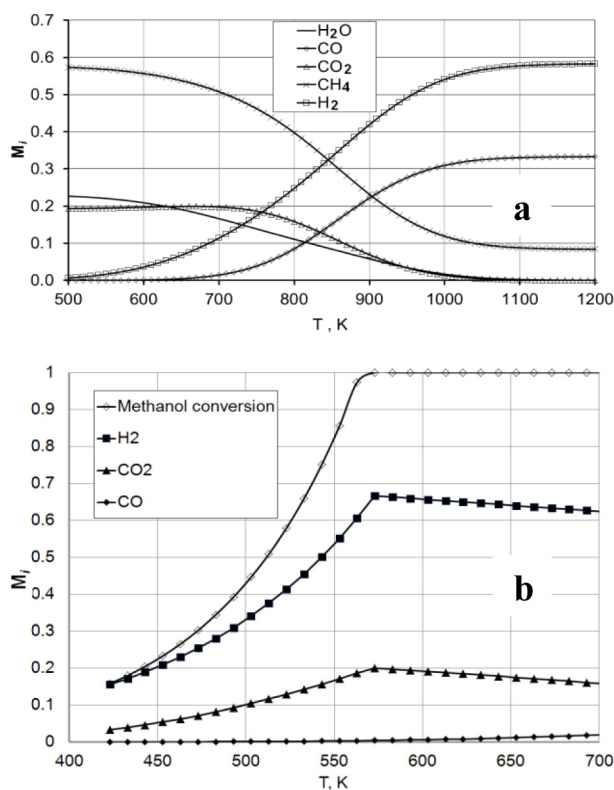 0.7
H₂O
CO
CO₂
CH₄
H₂
0.6
0.5
0.4
0.3
0.2
0.1
0.0
Mᵢ
a
500 600 700 800 900 1000 1100 1200
T , K
1
0.9
0.8
0.7
0.6
0.5
0.4
0.3
0.2
0.1
0
Methanol conversion
H2
CO2
CO
Mᵢ
b
400 450 500 550 600 650 700
T, K